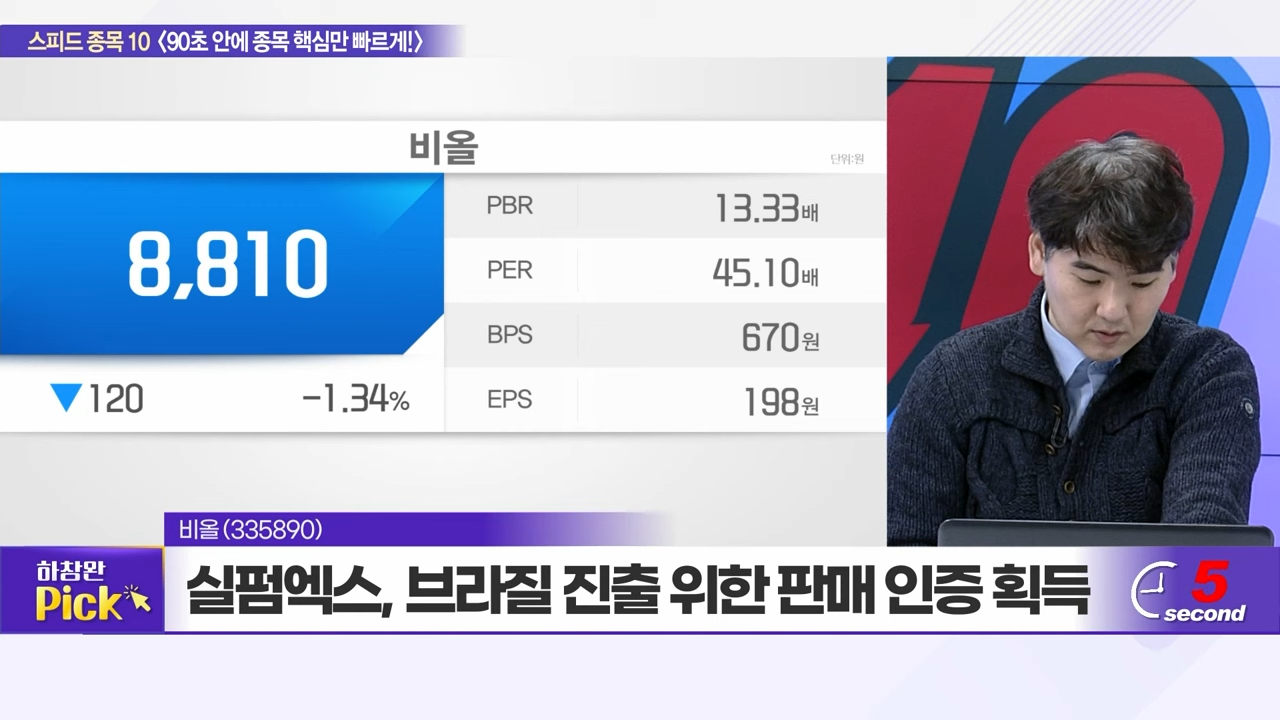 스피드 종목 10 〈90초 안에 종목 핵심만 빠르게!〉
비올
단위:원
8,810
▼120 -1.34%
PBR 13.33배
PER 45.10배
BPS 670원
EPS 198원
비올(335890)
하창완
Pick
실펌엑스, 브라질 진출 위한 판매 인증 획득
5
second